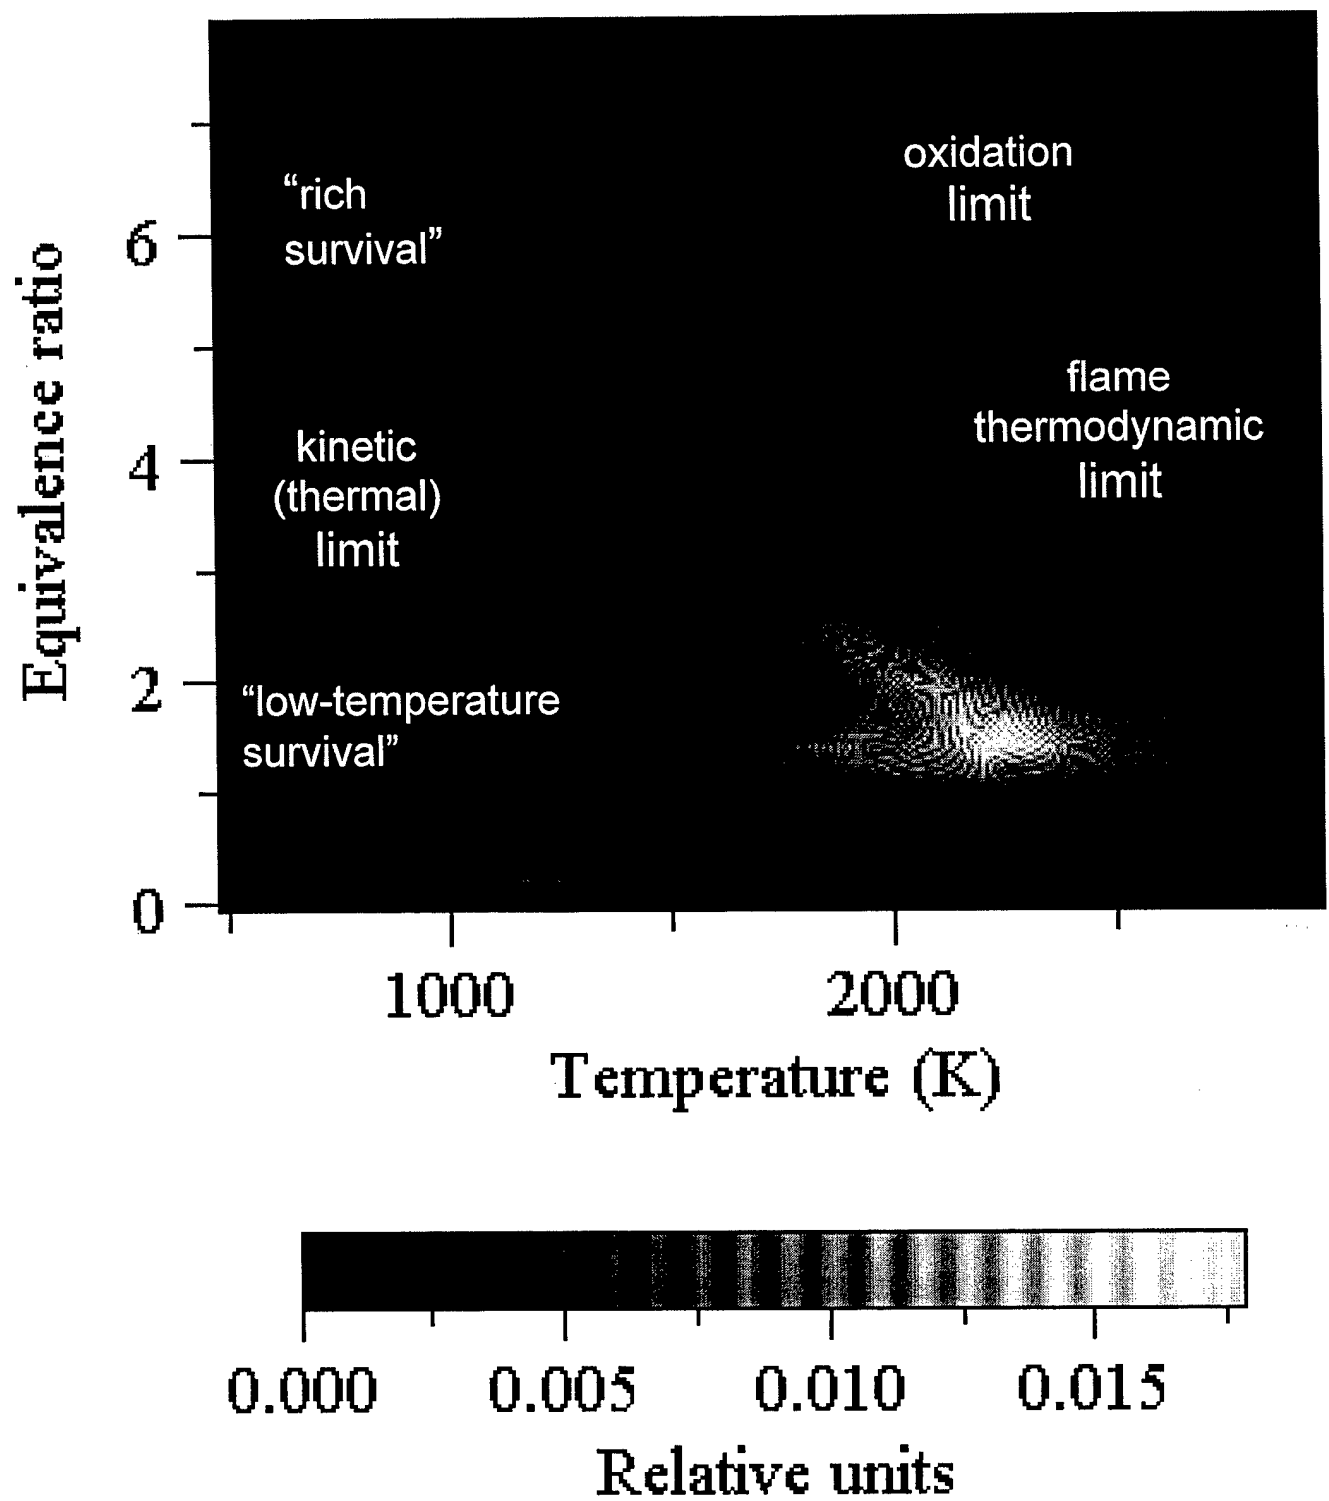 “rich
survival”
oxidation
limit
flame
thermodynamic
limit
kinetic
(thermal)
limit
“low-temperature
survival”
Equivalence ratio
6
4
2
0
1000
2000
Temperature (K)
0.000
0.005
0.010
0.015
Relative units